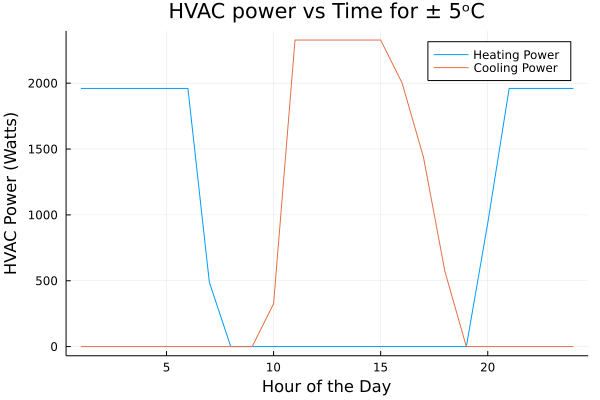 HVAC power vs Time for ± 5ᵒC
Heating Power
Cooling Power
HVAC Power (Watts)
2000
1500
1000
500
0
5
10
15
20
Hour of the Day